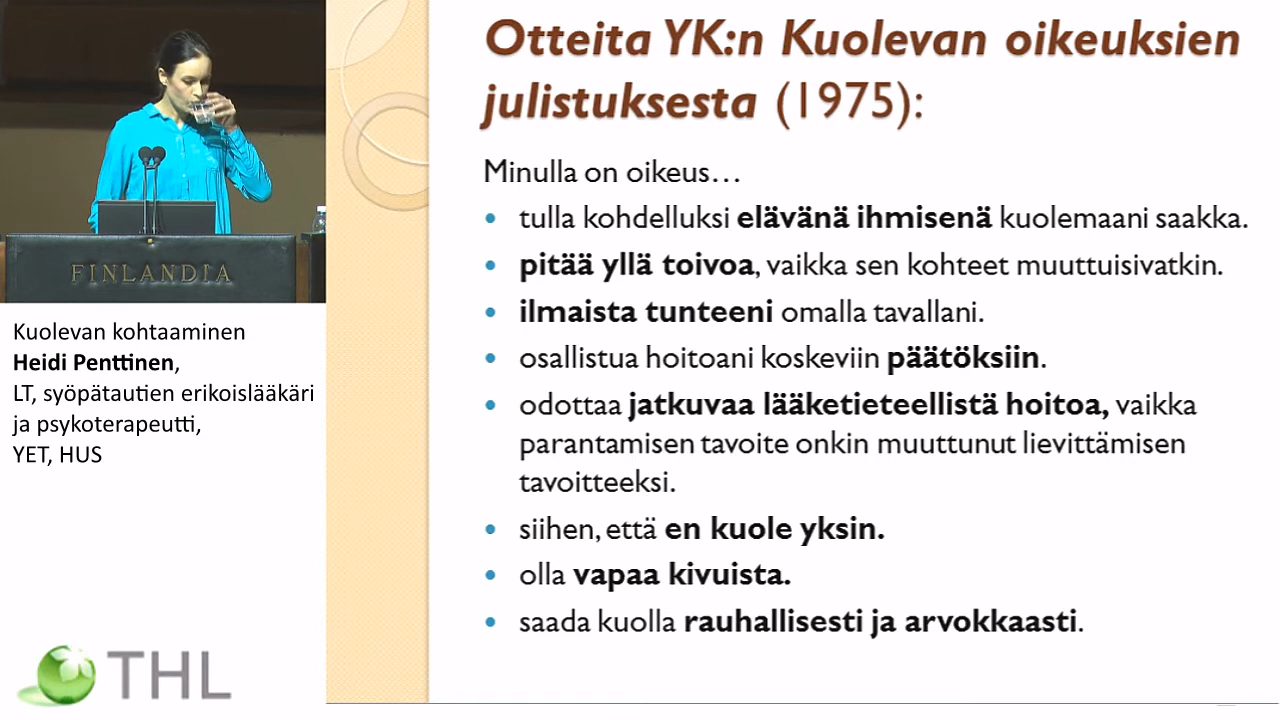 FINLANDIA
Kuolevan kohtaaminen
Heidi Penttinen,
LT, syöpätautien erikoislääkäri
ja psykoterapeutti,
YET, HUS
THL
Otteita YK:n Kuolevan oikeuksien
julistuksesta (1975):
Minulla on oikeus…
• tulla kohdelluksi elävänä ihmisenä kuolemaani saakka.
• pitää yllä toivoa, vaikka sen kohteet muuttuisivatkin.
• ilmaista tunteeni omalla tavallani.
• osallistua hoitoani koskeviin päätöksiin.
• odottaa jatkuvaa lääketieteellistä hoitoa, vaikka
parantamisen tavoite onkin muuttunut lievittämisen
tavoitteeksi.
• siihen, että en kuole yksin.
• olla vapaa kivuista.
• saada kuolla rauhallisesti ja arvokkaasti.